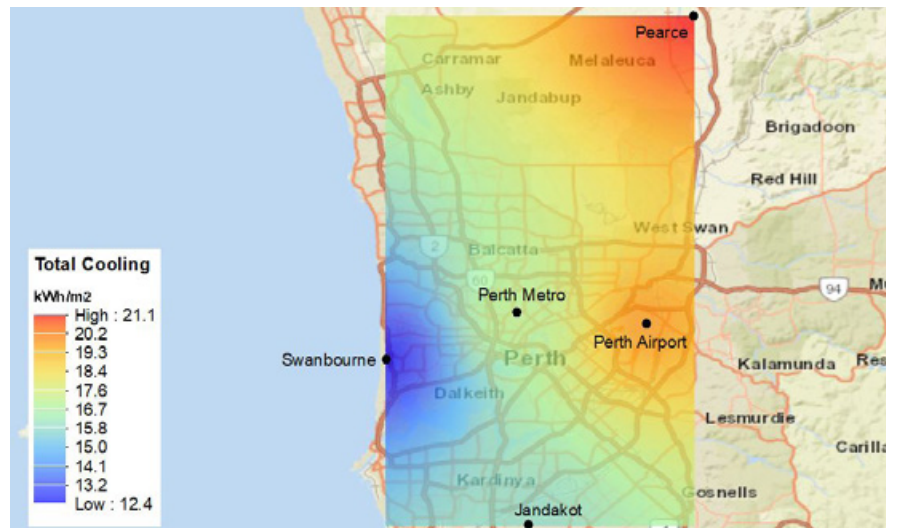 Pearce
Carramar
Melaleuca
Ashby
Jandabup
Brigadoon
Red Hill
West Swan
2
Balcatta
60
94
Total Cooling
kWh/m2
High : 21.1
20.2
19.3
18.4
17.6
16.7
15.8
15.0
14.1
13.2
Low : 12.4
Perth Metro
Perth Airport
Swanbourne
Perth
Kalamunda
Dalkeith
Lesmurdie
Carilla
Kardinya
Gosnells
Jandakot